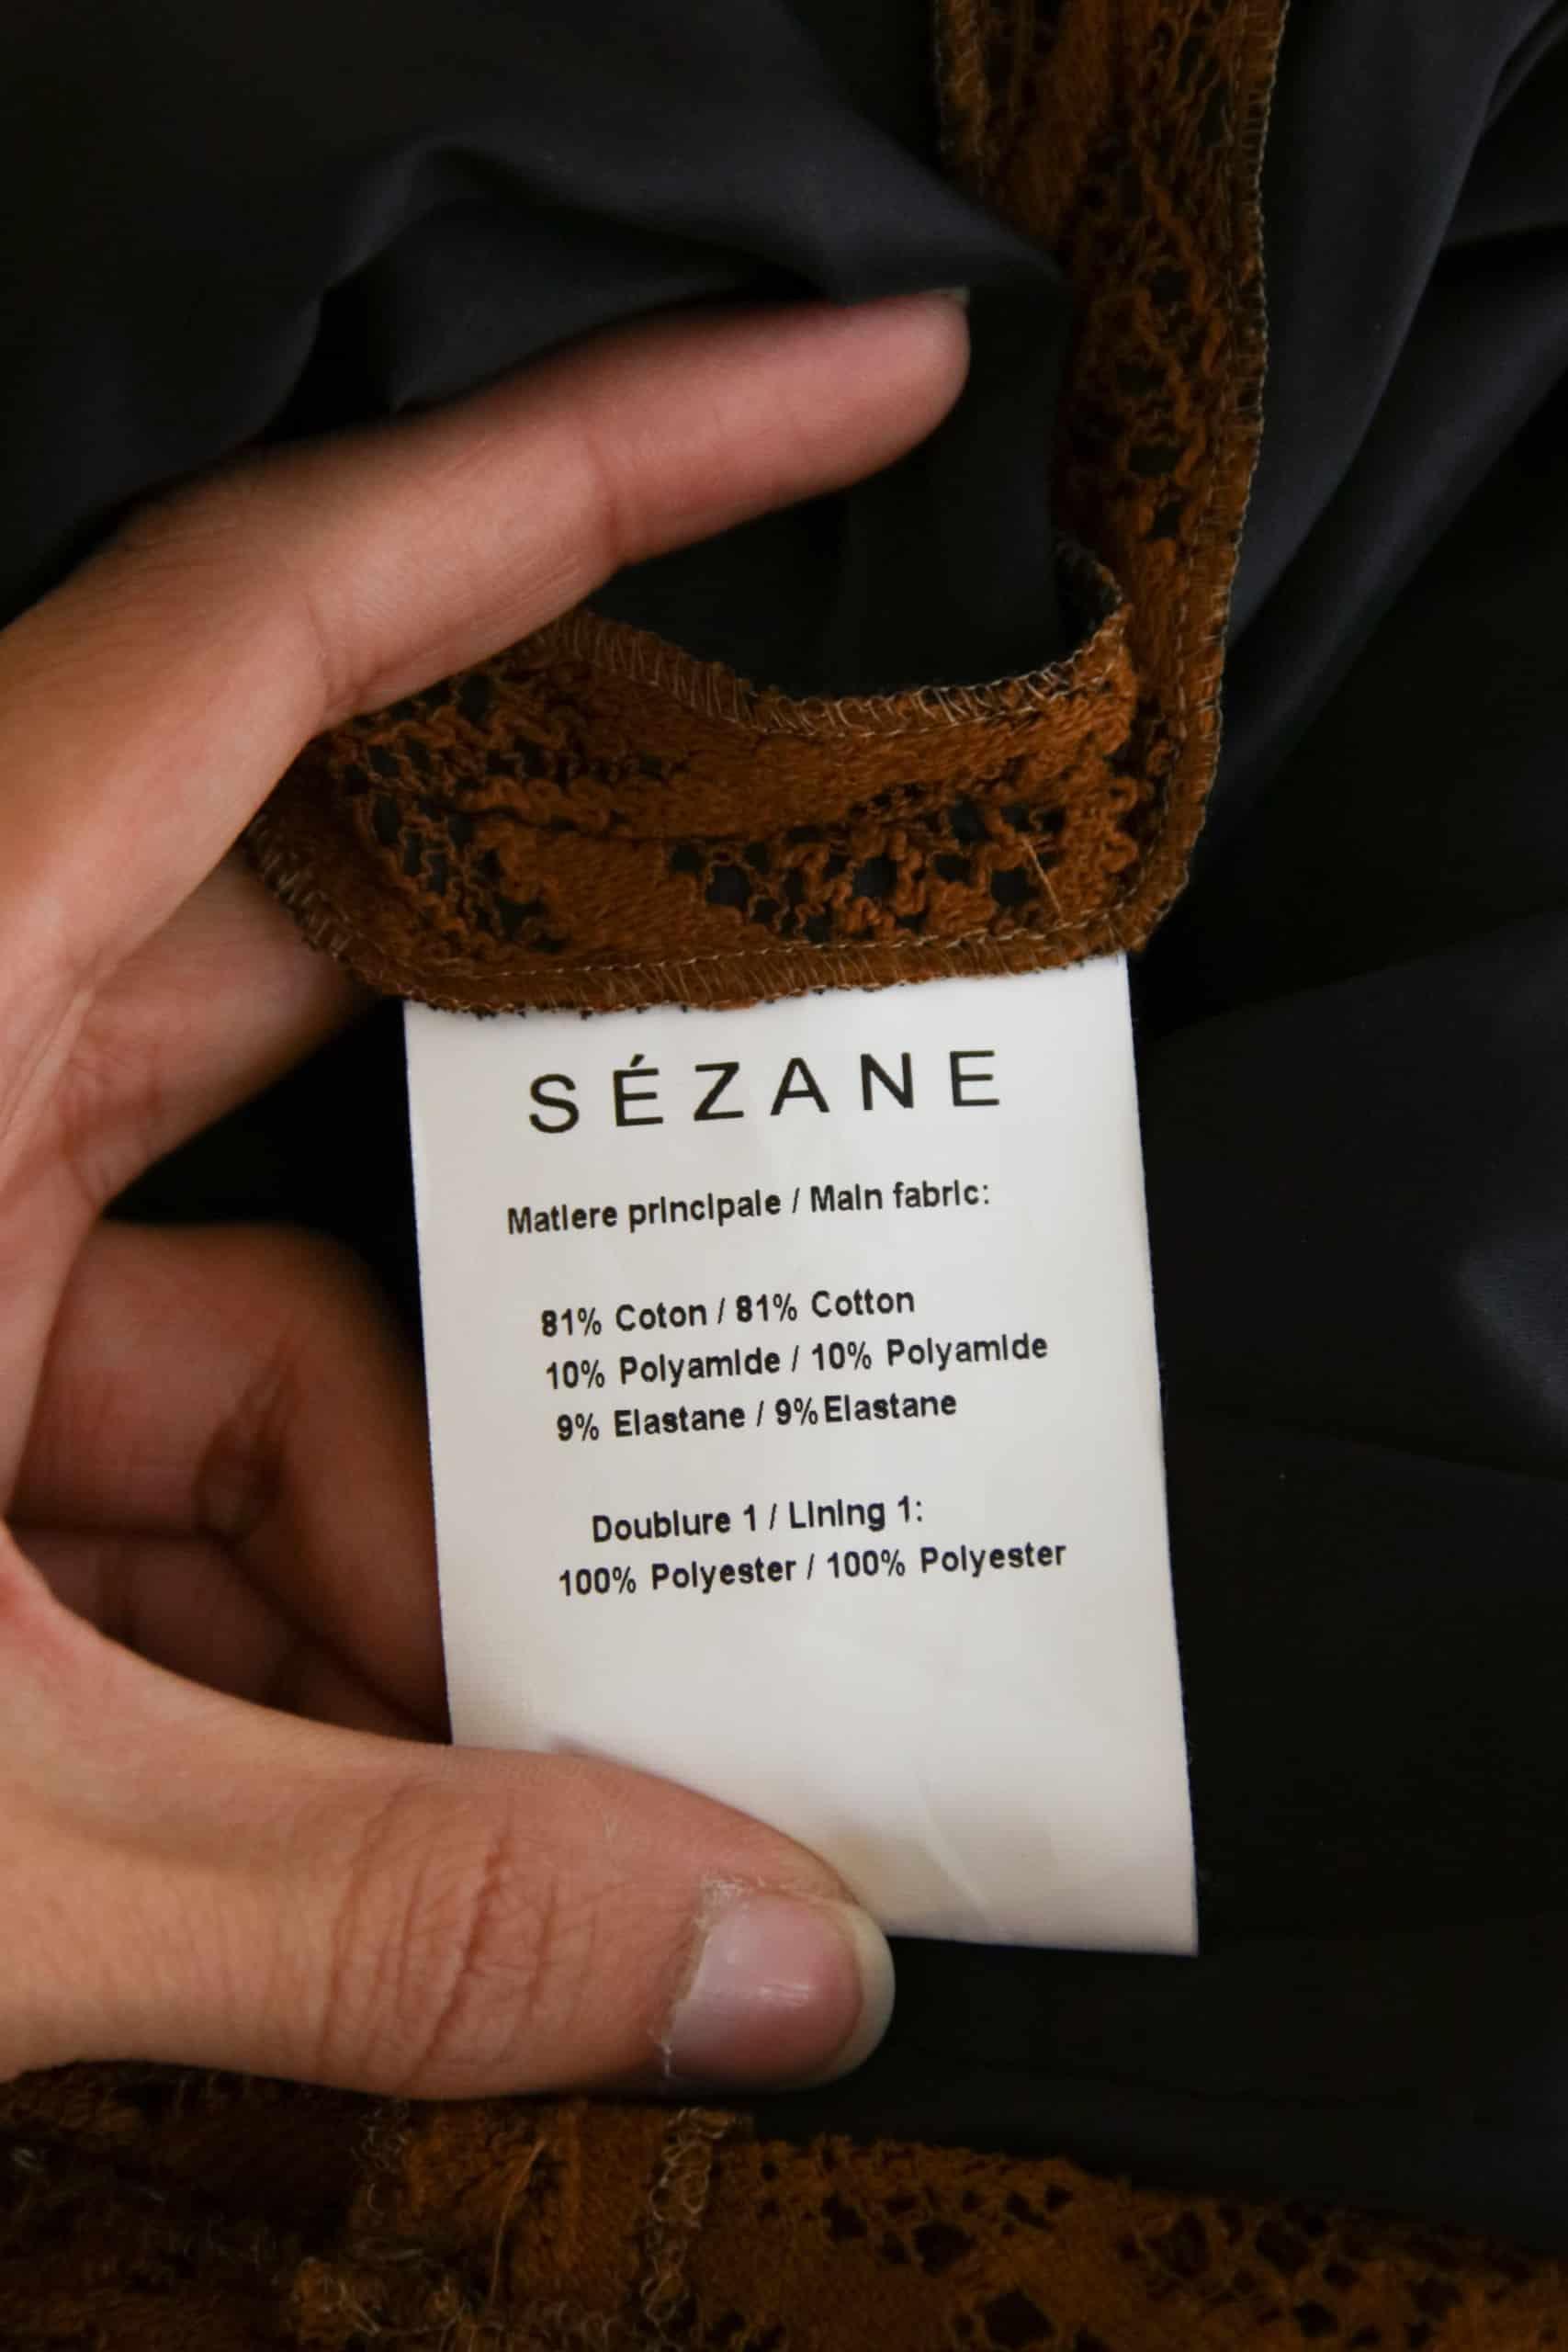 SÉZANE
Matiere principale / Main fabric:
81% Coton / 81% Cotton
10% Polyamide / 10% Polyamide
9% Elastane / 9% Elastane
Doublure 1 / Lining 1:
100% Polyester / 100% Polyester